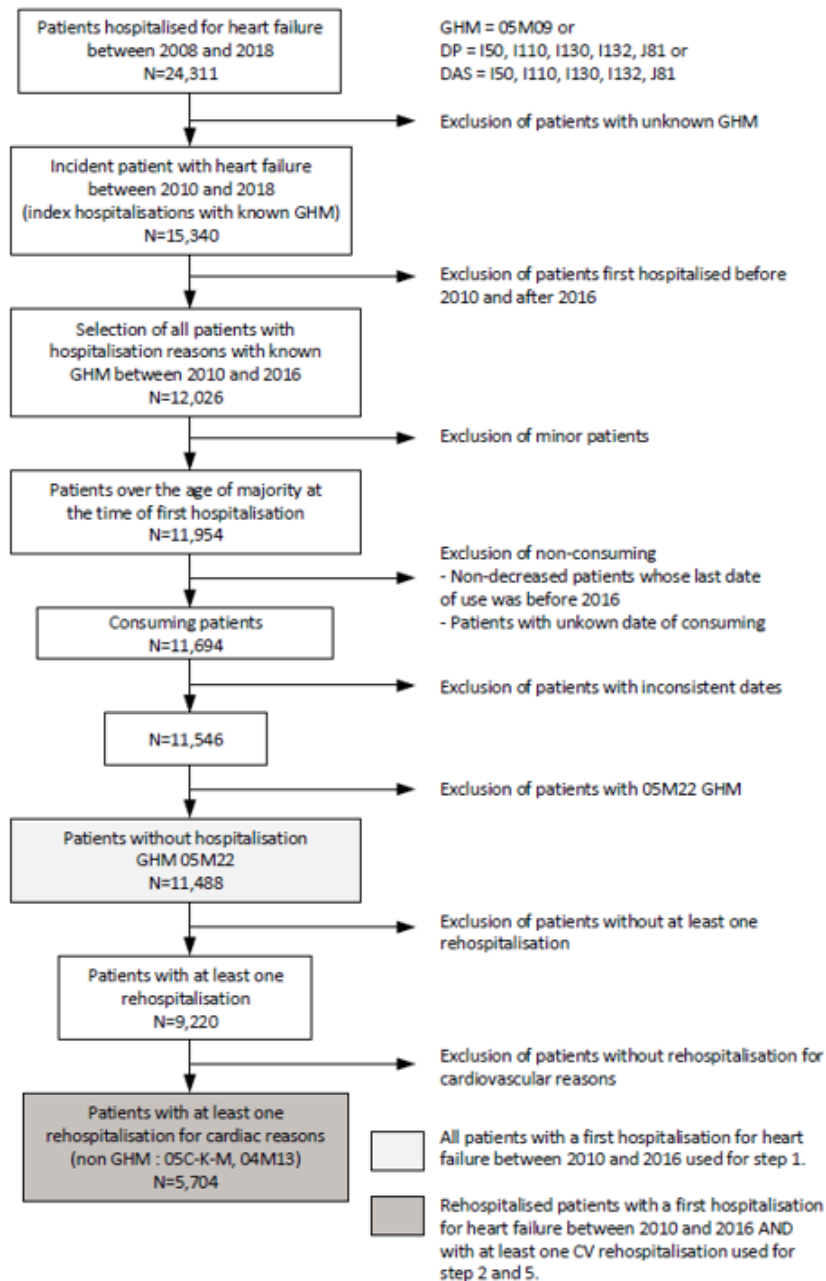 Patients hospitalised for heart failure
between 2008 and 2018
N=24,311
GHM = 05M09 or
DP = I50, I110, I130, I132, J81 or
DAS = I50, I110, I130, I132, J81
Exclusion of patients with unknown GHM
Incident patient with heart failure
between 2010 and 2018
(index hospitalisations with known GHM)
N=15,340
Exclusion of patients first hospitalised before
2010 and after 2016
Selection of all patients with
hospitalisation reasons with known
GHM between 2010 and 2016
N=12,026
Exclusion of minor patients
Patients over the age of majority at
the time of first hospitalisation
N=11,954
Exclusion of non-consuming
- Non-decreased patients whose last date
of use was before 2016
- Patients with unkown date of consuming
Consuming patients
N=11,694
Exclusion of patients with inconsistent dates
N=11,546
Exclusion of patients with 05M22 GHM
Patients without hospitalisation
GHM 05M22
N=11,488
Exclusion of patients without at least one
rehospitalisation
Patients with at least one
rehospitalisation
N=9,220
Exclusion of patients without rehospitalisation for
cardiovascular reasons
Patients with at least one
rehospitalisation for cardiac reasons
(non GHM : 05C-K-M, 04M13)
N=5,704
All patients with a first hospitalisation for heart
failure between 2010 and 2016 used for step 1.
Rehospitalised patients with a first hospitalisation
for heart failure between 2010 and 2016 AND
with at least one CV rehospitalisation used for
step 2 and 5.